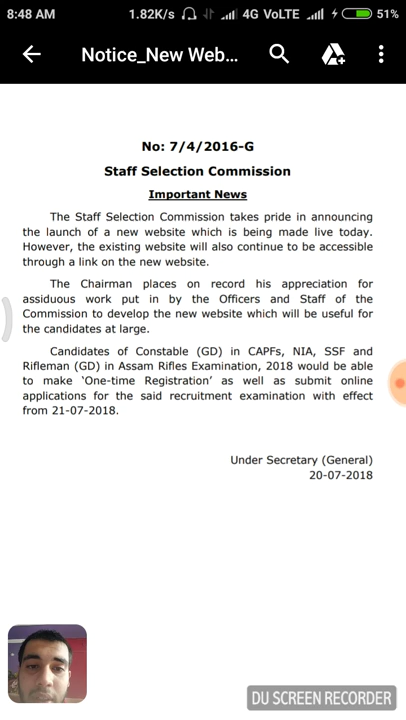 8:48 AM 1.82K/s 4G VoLTE 51%
Notice_New Web...
No: 7/4/2016-G
Staff Selection Commission
Important News
The Staff Selection Commission takes pride in announcing
the launch of a new website which is being made live today.
However, the existing website will also continue to be accessible
through a link on the new website.
The Chairman places on record his appreciation for
assiduous work put in by the Officers and Staff of the
Commission to develop the new website which will be useful for
the candidates at large.
Candidates of Constable (GD) in CAPFs, NIA, SSF and
Rifleman (GD) in Assam Rifles Examination, 2018 would be able
to make ‘One-time Registration’ as well as submit online
applications for the said recruitment examination with effect
from 21-07-2018.
Under Secretary (General)
20-07-2018
DU SCREEN RECORDER